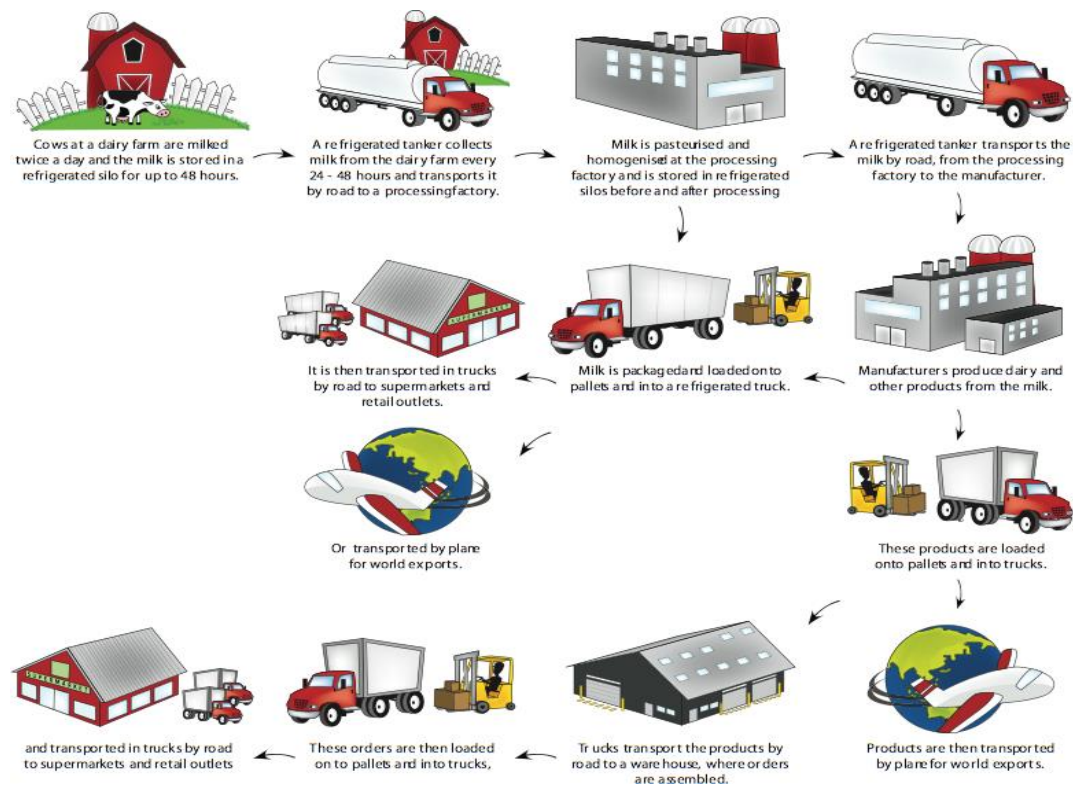 Cows at a dairy farm are milked
twice a day and the milk is stored in a
refrigerated silo for up to 48 hours.
A refrigerated tanker collects
milk from the dairy farm every
24 - 48 hours and transports it
by road to a processing factory.
Milk is pasteurised and
homogenised at the processing
factory and is stored in refrigerated
silos before and after processing
A refrigerated tanker transports the
milk by road, from the processing
factory to the manufacturer.
SUPERMARKET
It is then transported in trucks
by road to supermarkets and
retail outlets.
Milk is packaged and loaded onto
pallets and into a refrigerated truck.
Manufacturers produce dairy and
other products from the milk.
Or transported by plane
for world exports.
These products are loaded
onto pallets and into trucks.
SUPERMARKET
and transported in trucks by road
to supermarkets and retail outlets
These orders are then loaded
on to pallets and into trucks,
Trucks transport the products by
road to a ware house, where orders
are assembled.
Products are then transported
by plane for world exports.